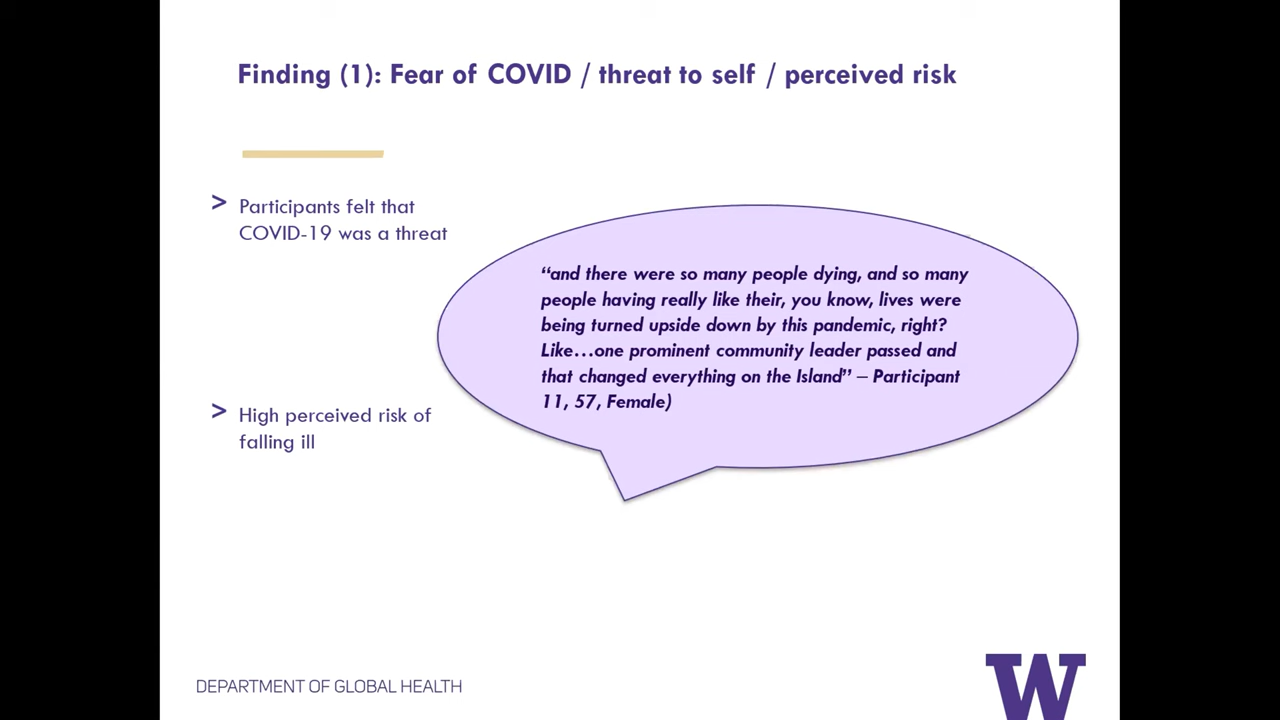 Finding (1): Fear of COVID / threat to self / perceived risk
> Participants felt that
COVID-19 was a threat
> High perceived risk of
falling ill
“and there were so many people dying, and so many
people having really like their, you know, lives were
being turned upside down by this pandemic, right?
Like…one prominent community leader passed and
that changed everything on the Island” – Participant
11, 57, Female)
DEPARTMENT OF GLOBAL HEALTH
W